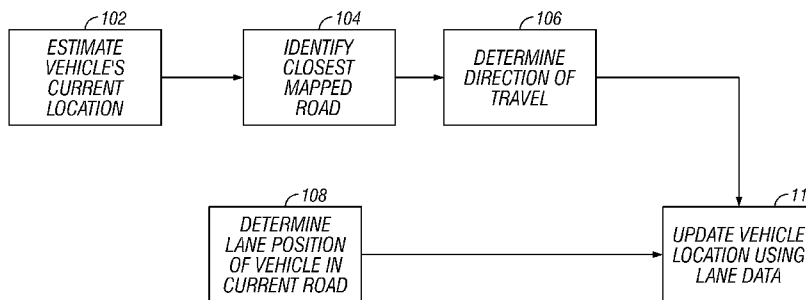 102
ESTIMATE
VEHICLE'S
CURRENT
LOCATION
104
IDENTIFY
CLOSEST
MAPPED
ROAD
106
DETERMINE
DIRECTION OF
TRAVEL
108
DETERMINE
LANE POSITION
OF VEHICLE IN
CURRENT ROAD
11
UPDATE VEHICLE
LOCATION USING
LANE DATA